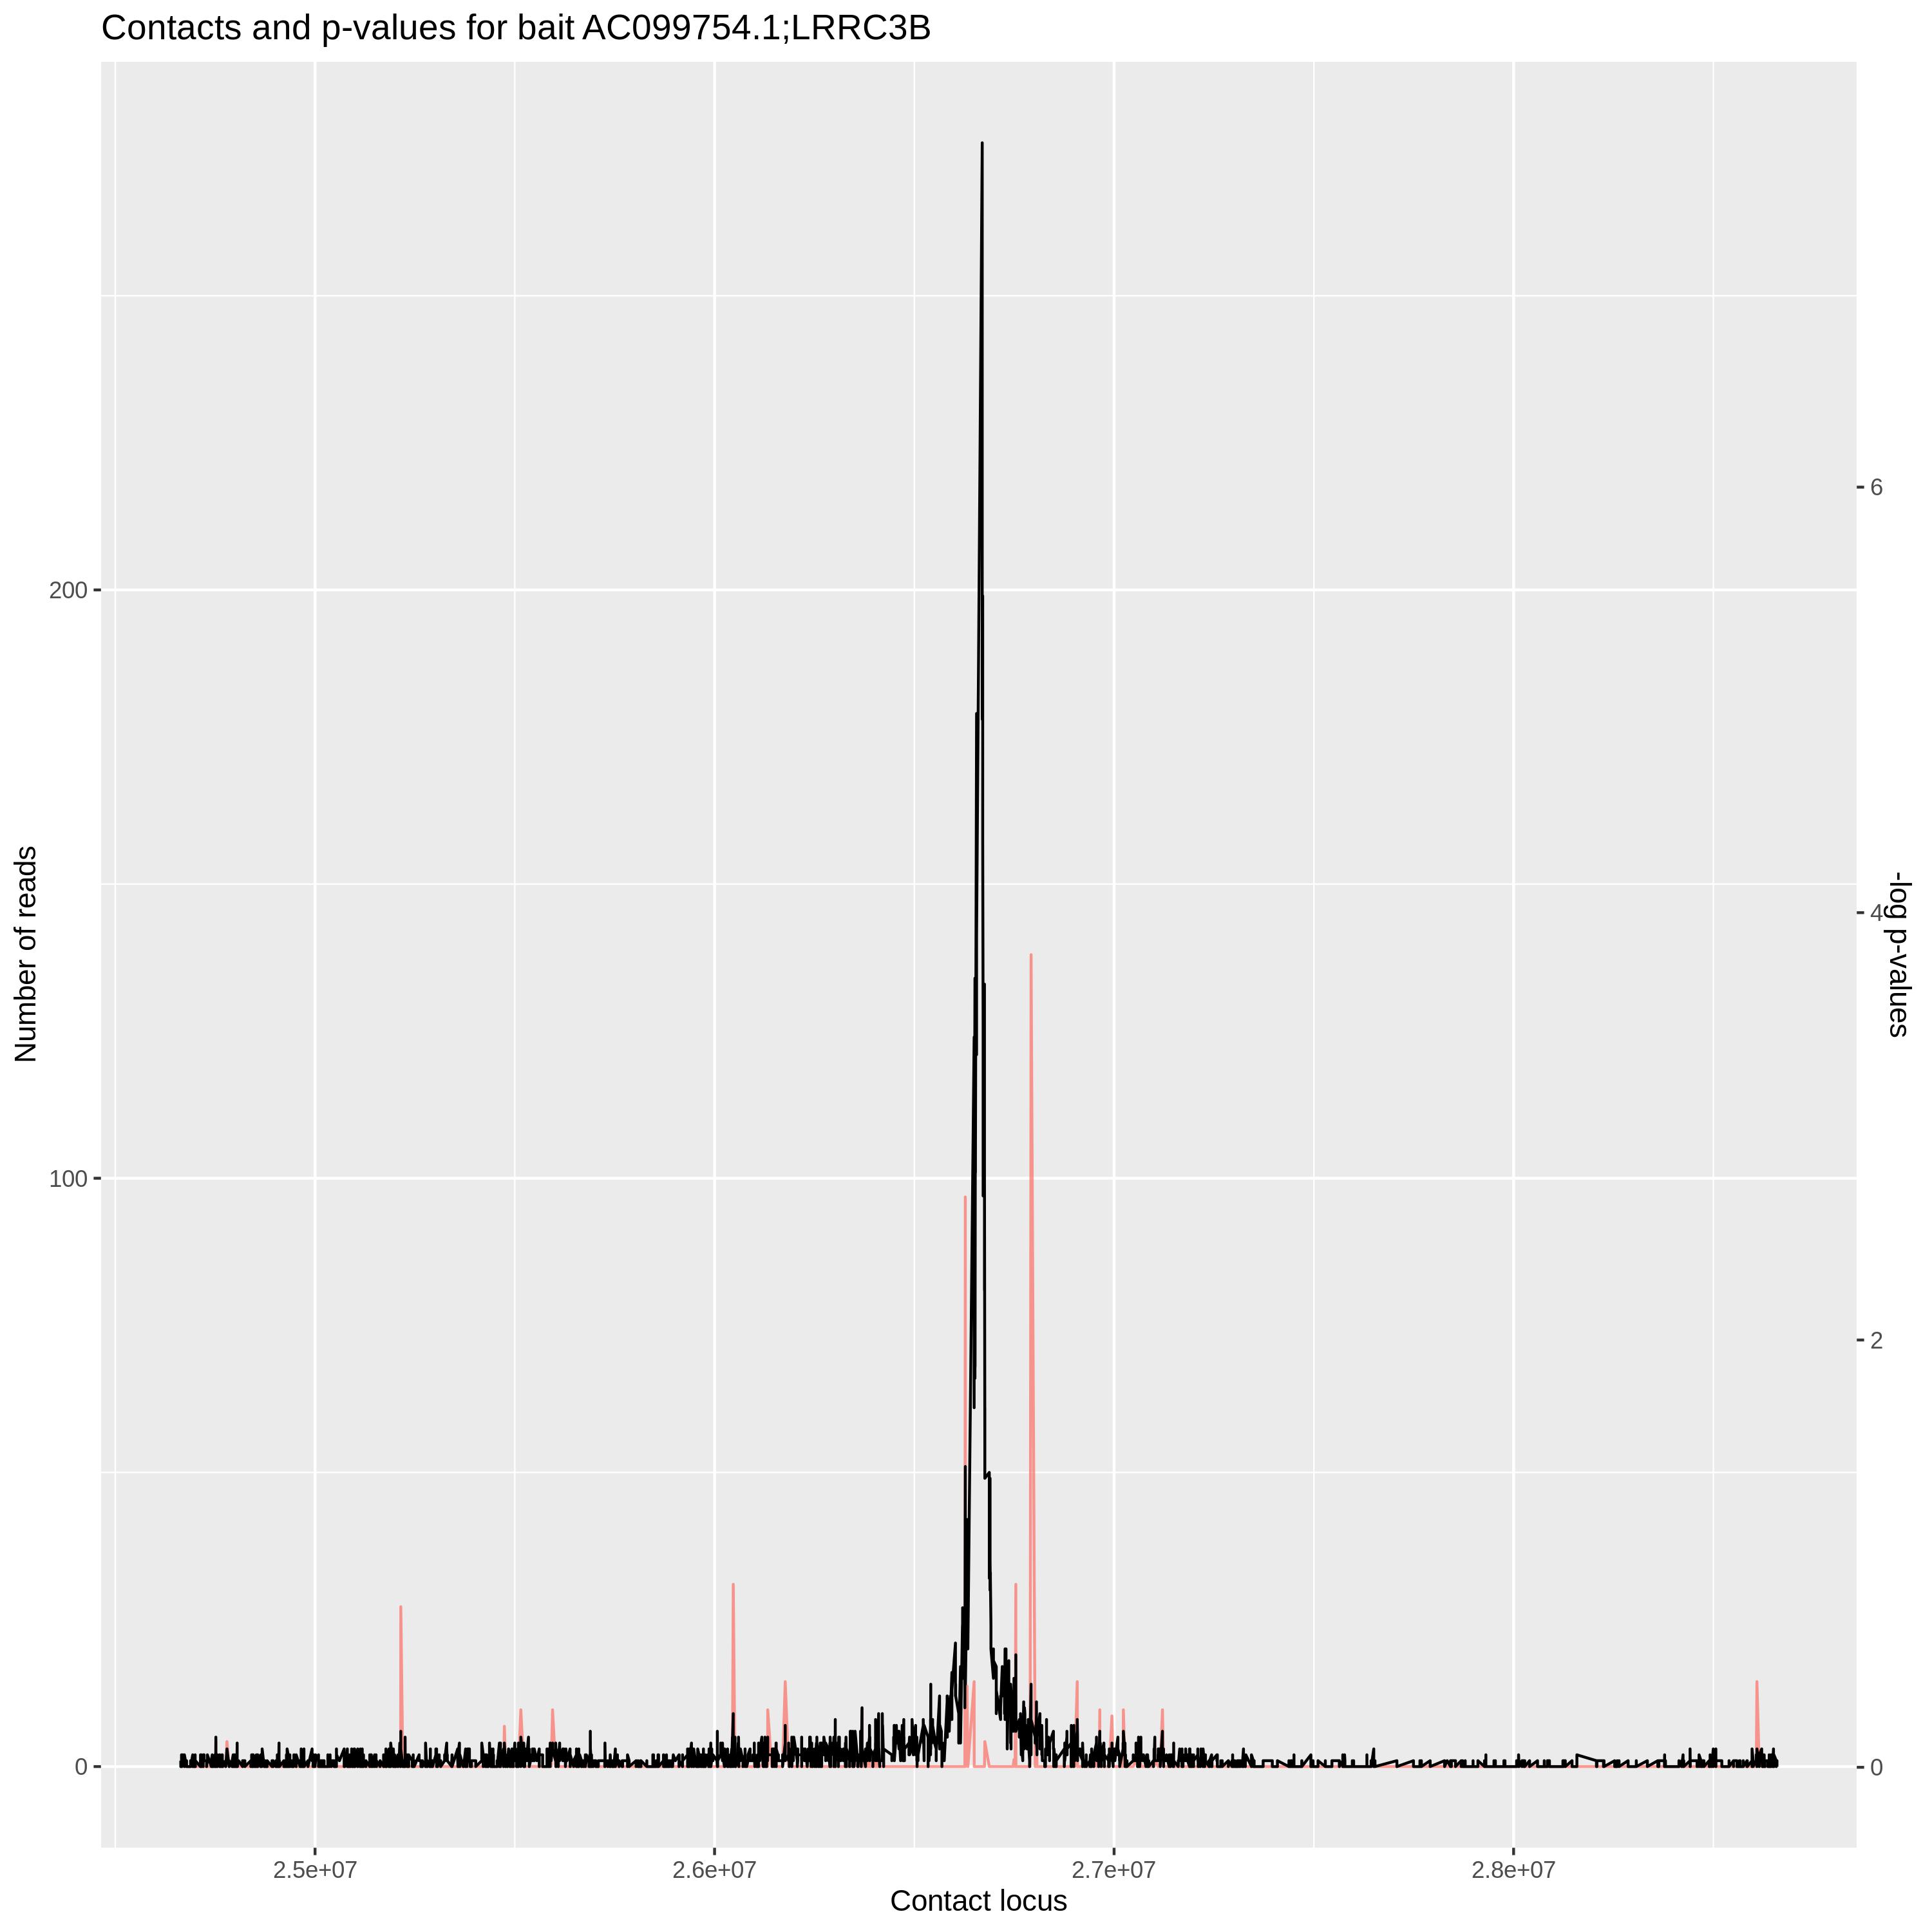 Contacts and p-values for bait AC099754.1;LRRC3B
Number of reads
200
100
0
6
4
2
0
-log p-values
2.5e+07 2.6e+07 2.7e+07 2.8e+07
Contact locus